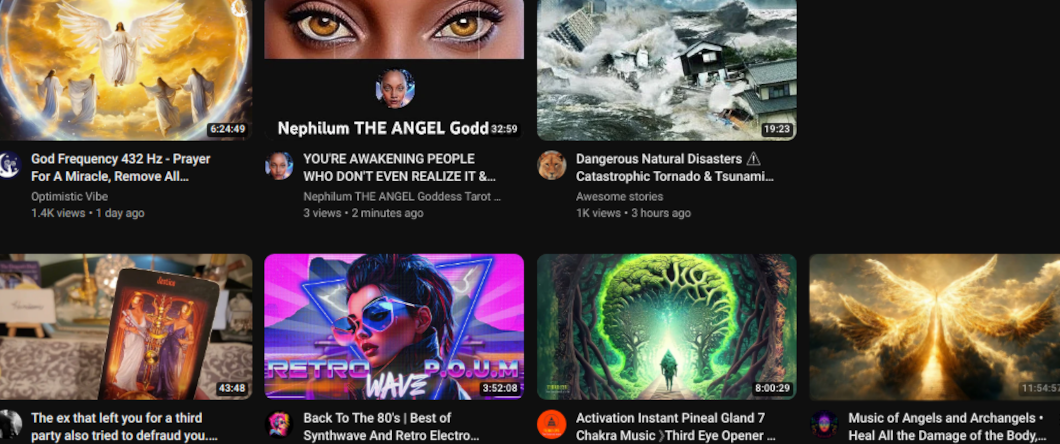 6:24:49
Nephilum THE ANGEL Godd
32:59
19:23
God Frequency 432 Hz - Prayer
For A Miracle, Remove All...
Optimistic Vibe
1.4K views • 1 day ago
YOU'RE AWAKENING PEOPLE
WHO DON'T EVEN REALIZE IT &...
Nephilum THE ANGEL Goddess Tarot ...
3 views • 2 minutes ago
Dangerous Natural Disasters ⚠
Catastrophic Tornado & Tsunami...
Awesome stories
1K views • 3 hours ago
43:48
RETRO P.O.U.M
WAVE
3:52:08
8:00:29
11:54:57
The ex that left you for a third
party also tried to defraud you....
Back To The 80's | Best of
Synthwave And Retro Electro...
Activation Instant Pineal Gland 7
Chakra Music 》Third Eye Opener ...
Music of Angels and Archangels •
Heal All the Damage of the Body,...